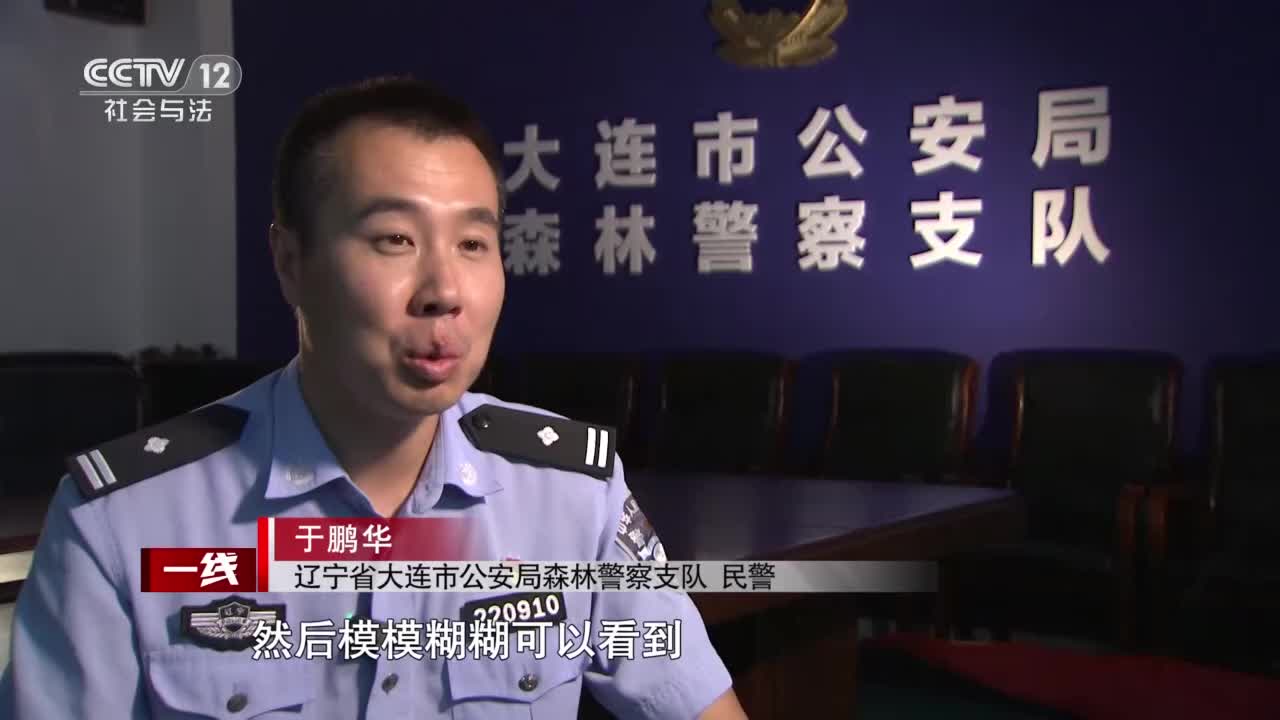 CCTV 12
社会与法
大连市公安局
森林警察支队
于鹏华
一线
辽宁省大连市公安局森林警察支队 民警
220910
然后模模糊糊可以看到